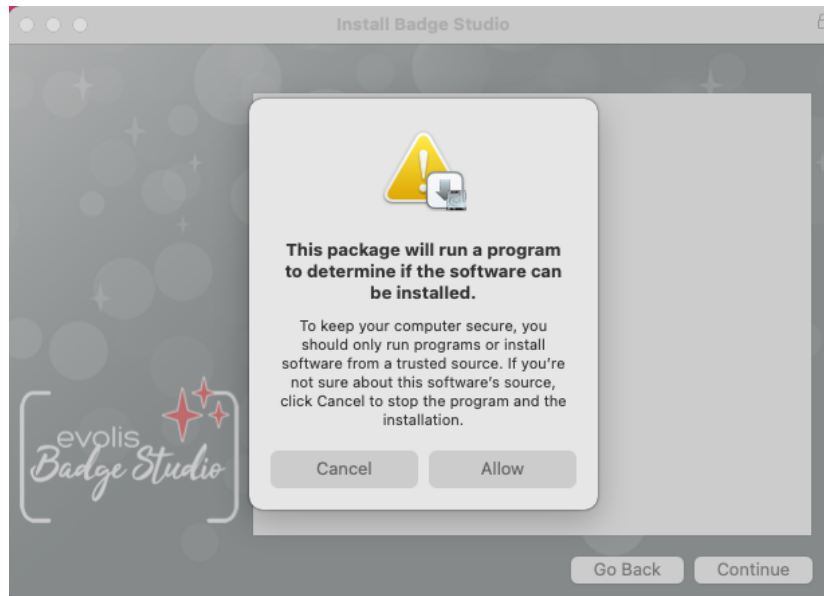 Install Badge Studio
This package will run a program
to determine if the software can
be installed.
To keep your computer secure, you
should only run programs or install
software from a trusted source. If you're
not sure about this software's source,
click Cancel to stop the program and the
installation.
Cancel Allow
evolis
Badge Studio
Go Back Continue